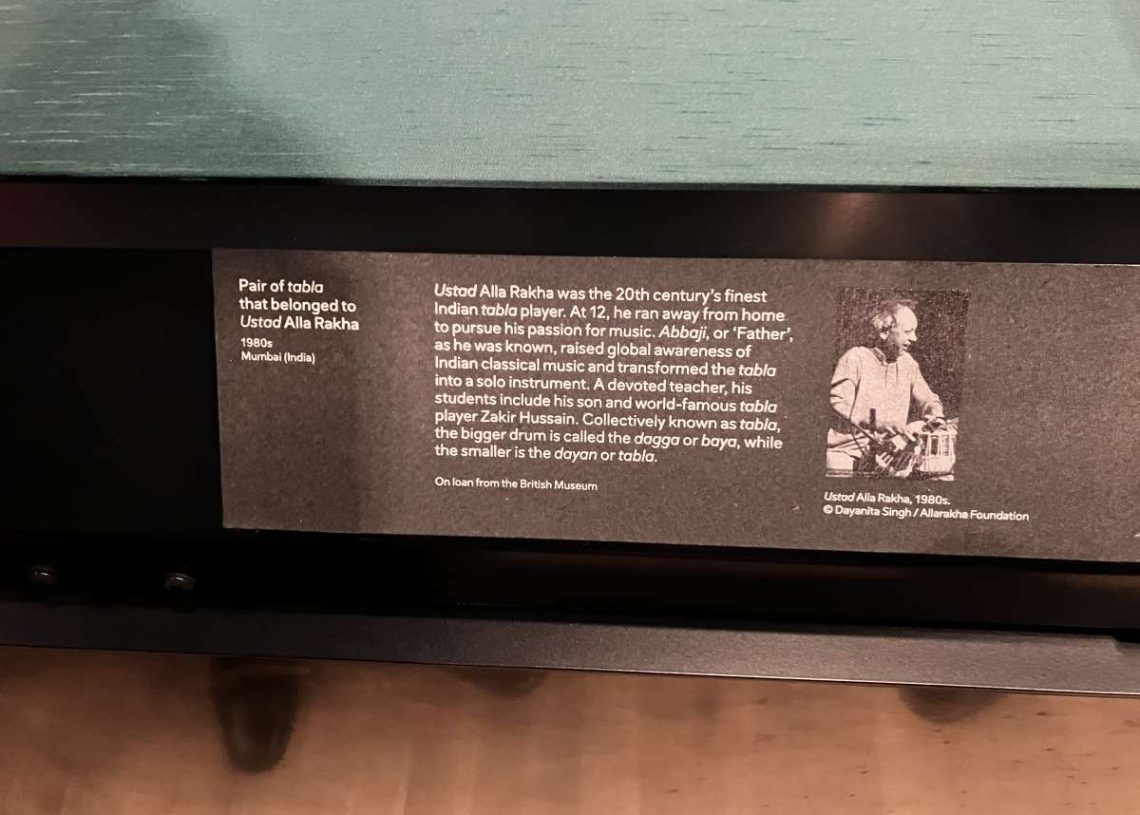 Pair of tabla
that belonged to
Ustad Alla Rakha
1980s
Mumbai (India)
Ustad Alla Rakha was the 20th century's finest
Indian tabla player. At 12, he ran away from home
to pursue his passion for music. Abbaji, or 'Father',
as he was known, raised global awareness of
Indian classical music and transformed the tabla
into a solo instrument. A devoted teacher, his
students include his son and world-famous tabla
player Zakir Hussain. Collectively known as tabla,
the bigger drum is called the dagga or baya, while
the smaller is the dayan or tabla.
On loan from the British Museum
Ustad Alla Rakha, 1980s.
© Dayanita Singh / Allarakha Foundation